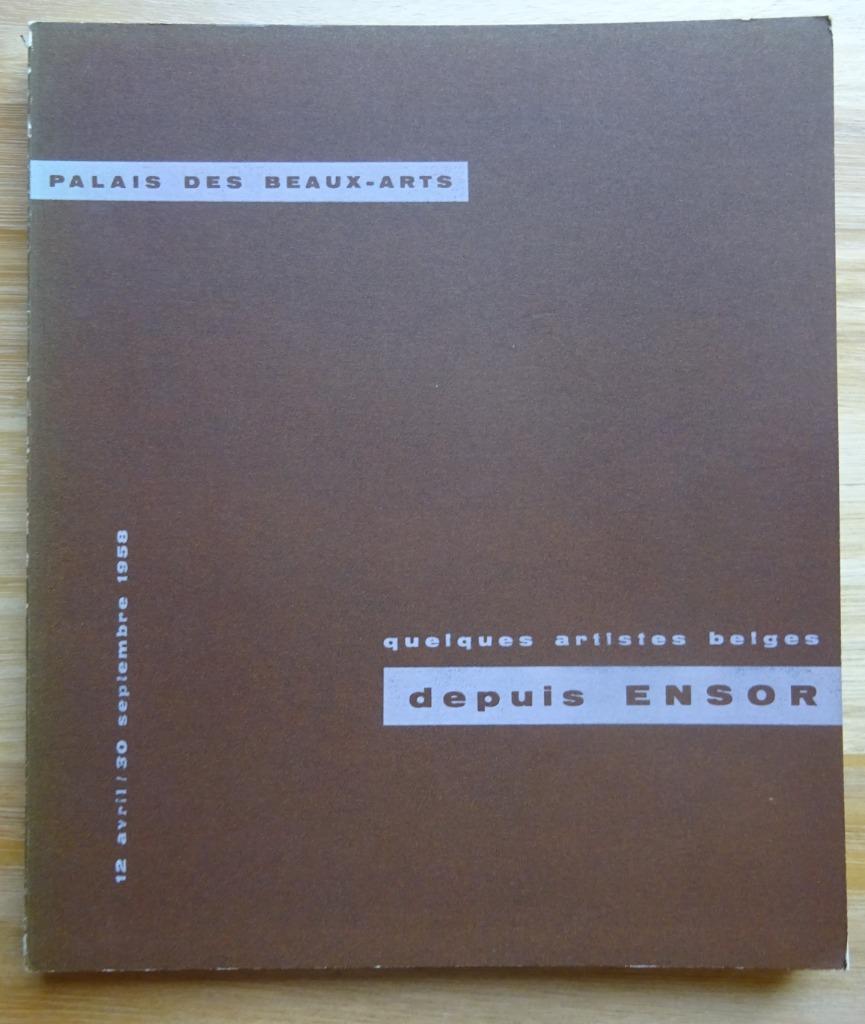 PALAIS DES BEAUX-ARTS
12 avril / 30 septembre 1958
quelques artistes belges
depuis ENSOR